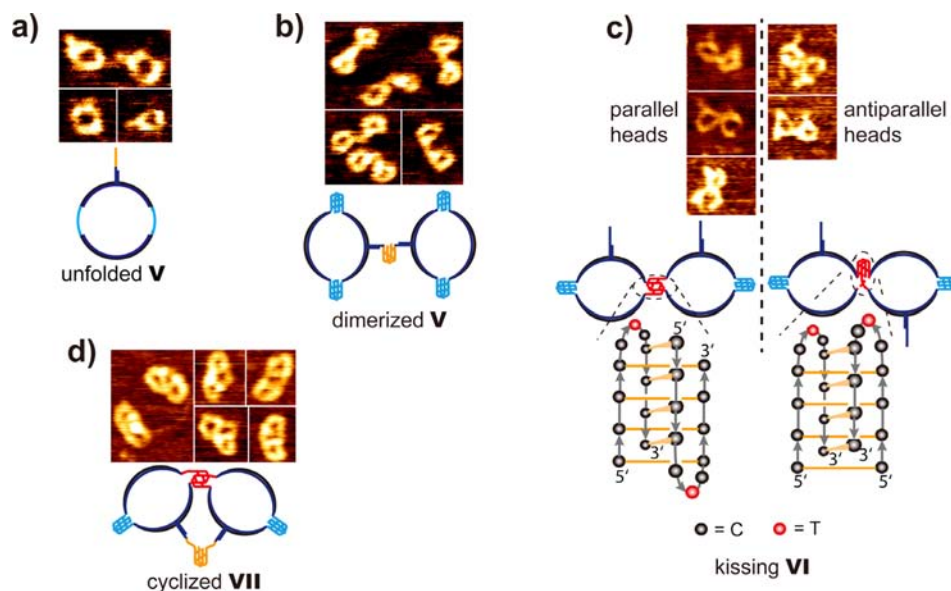 a)
unfolded V
b)
dimerized V
c)
parallel
heads
antiparallel
heads
5′
3′
3′
5′
3′
3′
5′
5′
= C
= T
kissing VI
d)
cyclized VII